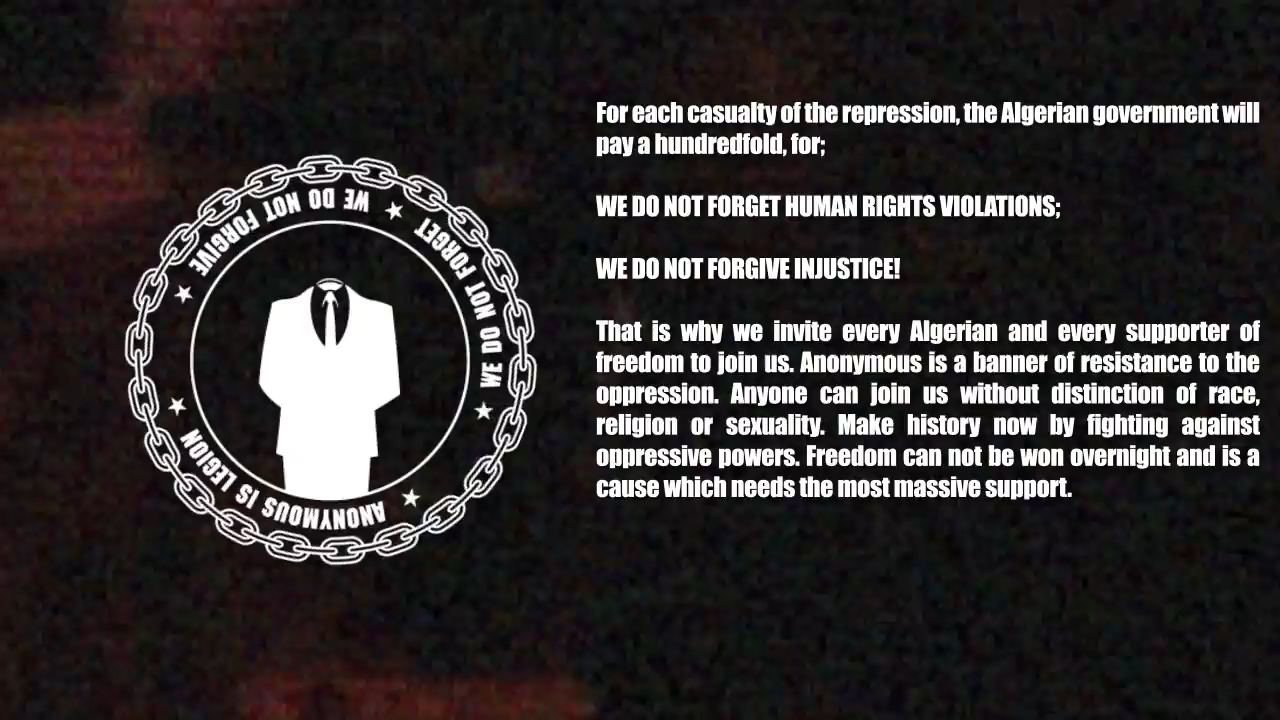 WE DO NOT FORGIVE
WE DO NOT FORGET
WE DO NOT FORGET
ANONYMOUS IS LEGION
For each casualty of the repression, the Algerian government will
pay a hundredfold, for;
WE DO NOT FORGET HUMAN RIGHTS VIOLATIONS;
WE DO NOT FORGIVE INJUSTICE!
That is why we invite every Algerian and every supporter of
freedom to join us. Anonymous is a banner of resistance to the
oppression. Anyone can join us without distinction of race,
religion or sexuality. Make history now by fighting against
oppressive powers. Freedom can not be won overnight and is a
cause which needs the most massive support.